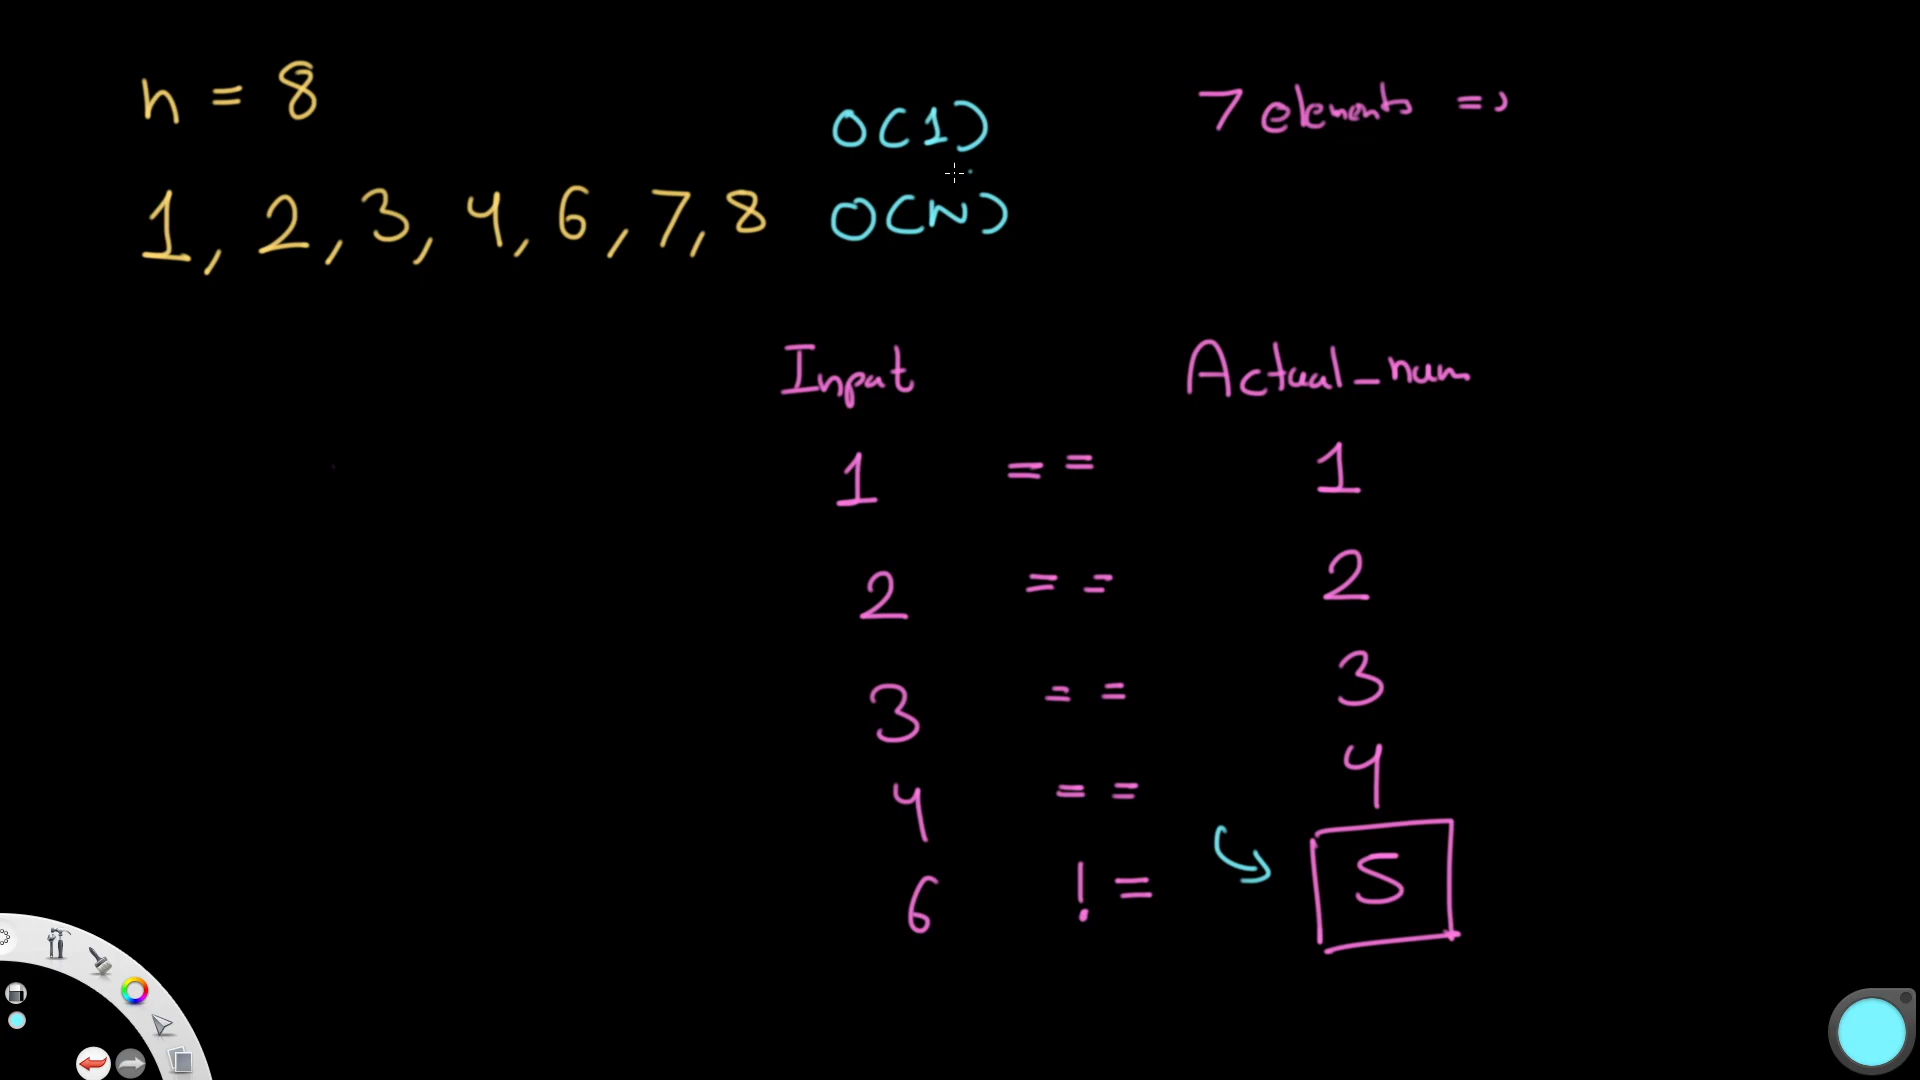 n = 8
O(1)
7 elements =>
1, 2, 3, 4, 6, 7, 8
O(N)
Input Actual_num
1 == 1
2 == 2
3 == 3
4 == 4
6 != 5